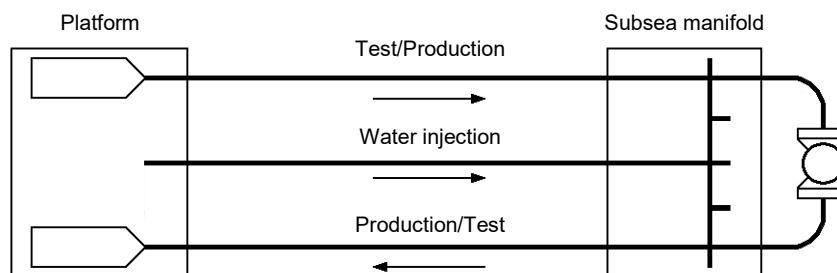 Platform
Subsea manifold
Test/Production
Water injection
Production/Test